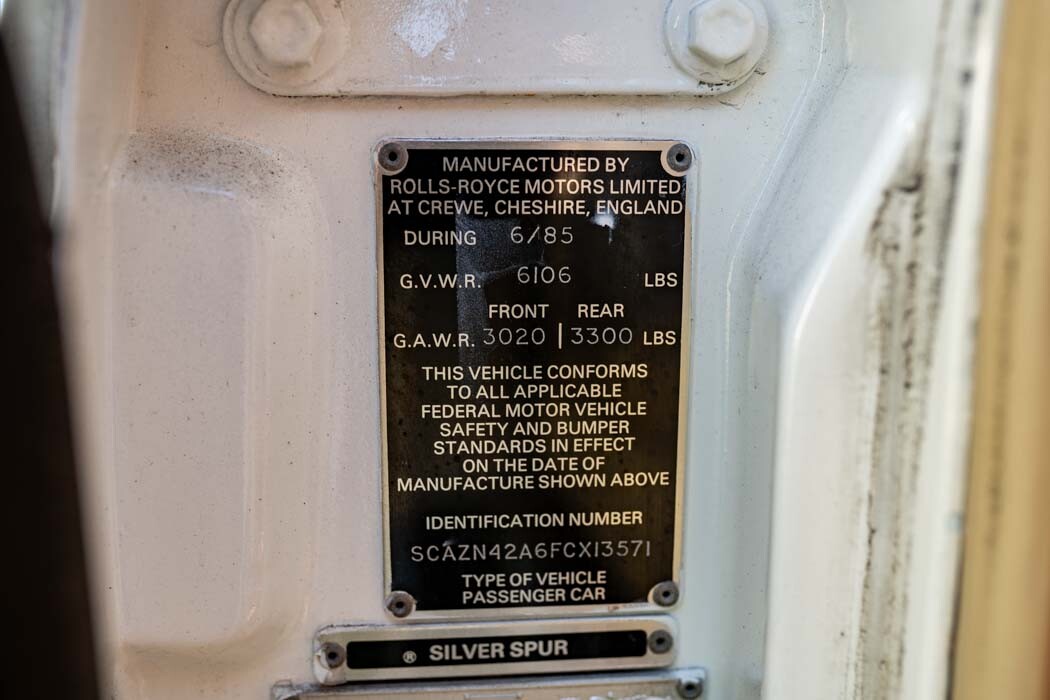 MANUFACTURED BY
ROLLS-ROYCE MOTORS LIMITED
AT CREWE, CHESHIRE, ENGLAND
DURING 6/85
G.V.W.R. 6106 LBS
FRONT REAR
G.A.W.R. 3020 | 3300 LBS
THIS VEHICLE CONFORMS
TO ALL APPLICABLE
FEDERAL MOTOR VEHICLE
SAFETY AND BUMPER
STANDARDS IN EFFECT
ON THE DATE OF
MANUFACTURE SHOWN ABOVE
IDENTIFICATION NUMBER
SCAZN42A6FCX13571
TYPE OF VEHICLE
PASSENGER CAR
® SILVER SPUR